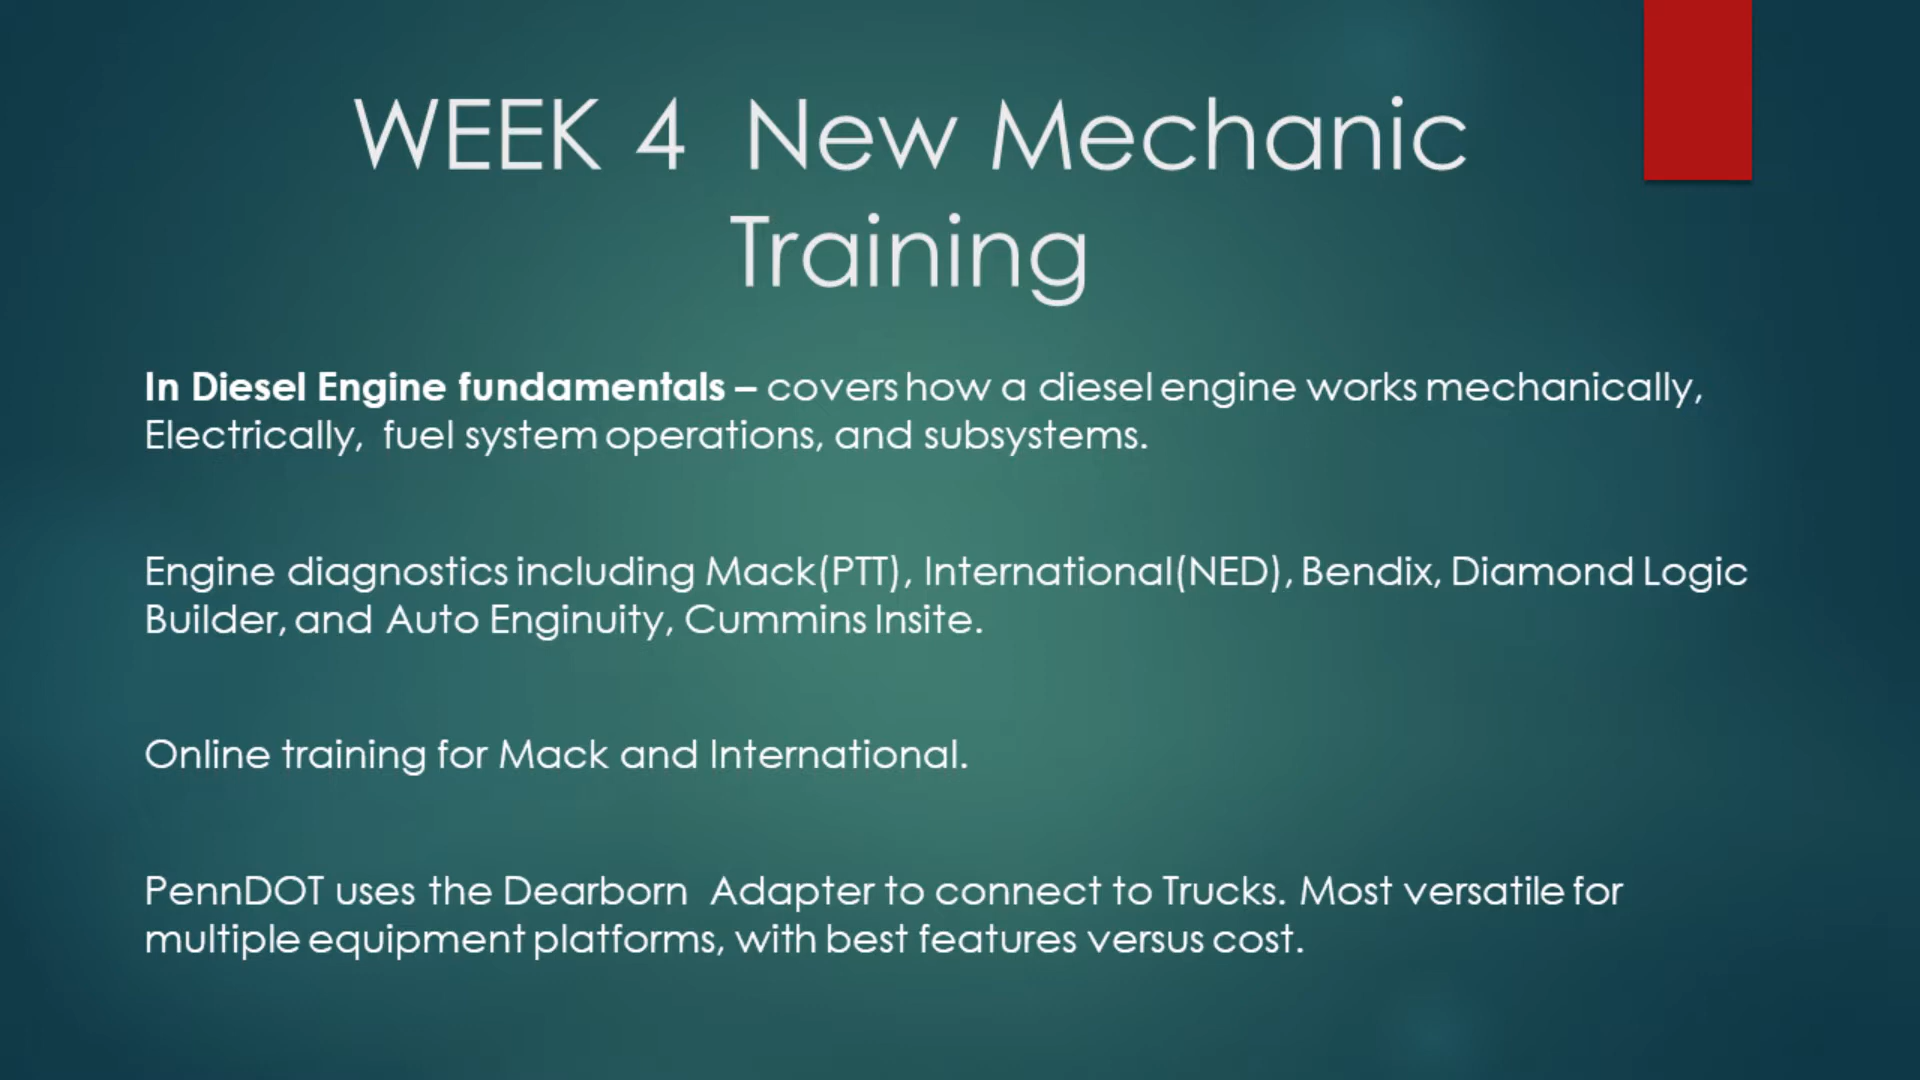 WEEK 4  New Mechanic
Training
In Diesel Engine fundamentals – covers how a diesel engine works mechanically,
Electrically,  fuel system operations, and subsystems.
Engine diagnostics including Mack(PTT), International(NED), Bendix, Diamond Logic
Builder, and Auto Enginuity, Cummins Insite.
Online training for Mack and International.
PennDOT uses the Dearborn  Adapter to connect to Trucks. Most versatile for
multiple equipment platforms, with best features versus cost.